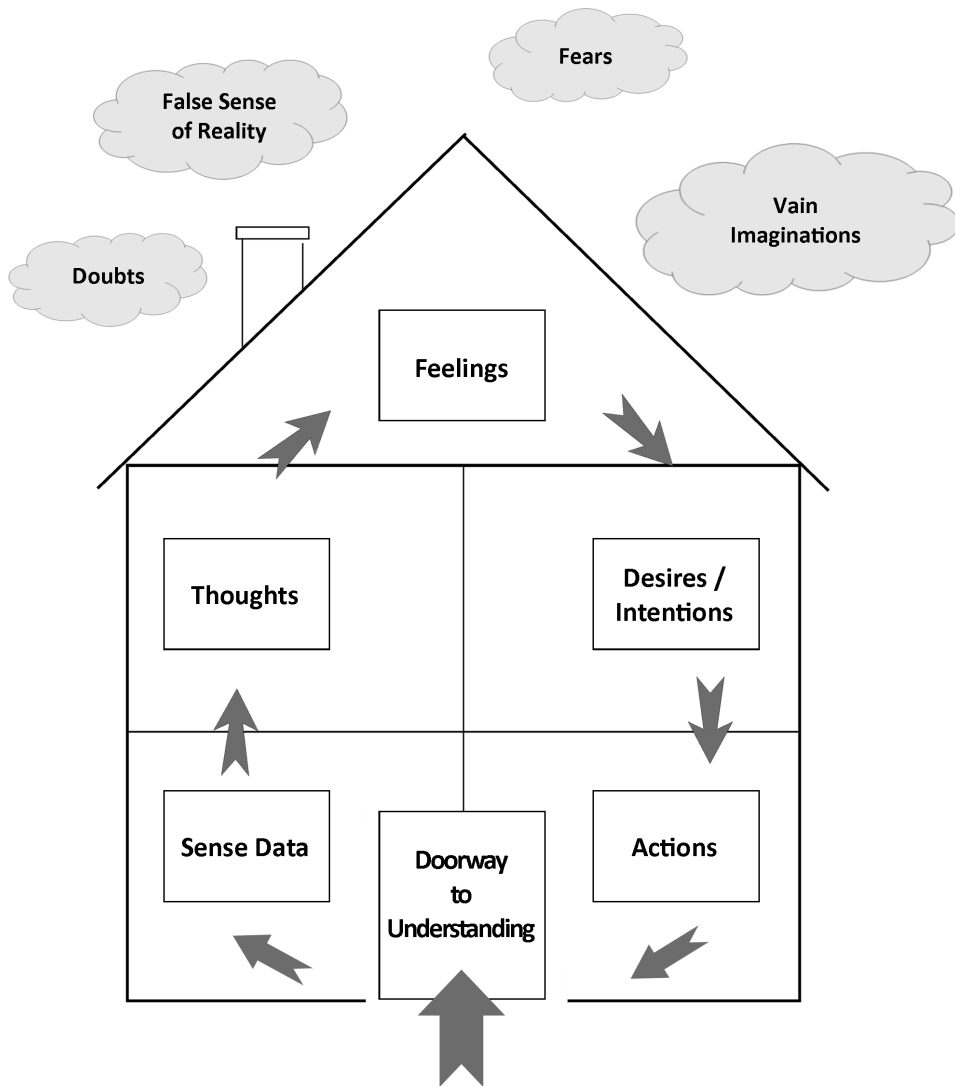 Fears
False Sense
of Reality
Vain
Imaginations
Doubts
Feelings
Thoughts
Desires /
Intentions
Sense Data
Doorway
to
Understanding
Actions